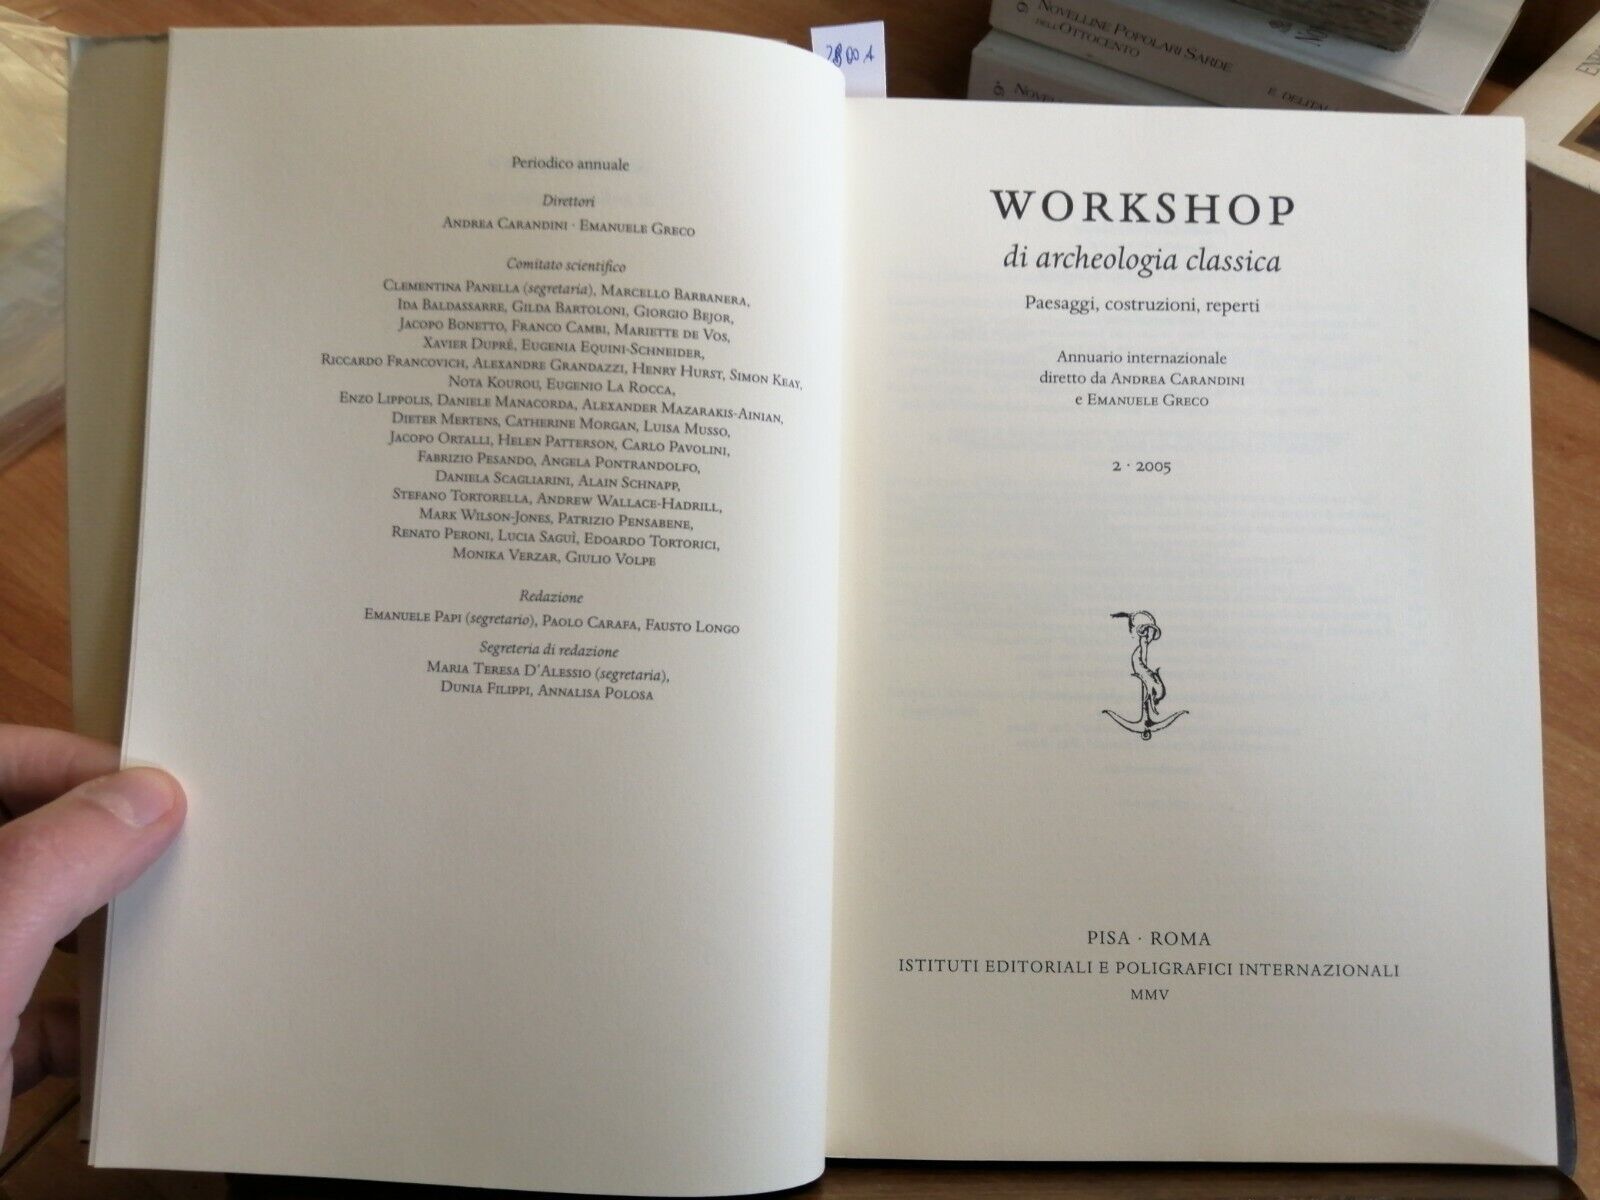 Periodico annuale
Direttori
Andrea Carandini · Emanuele Greco
Comitato scientifico
Clementina Panella (segretaria), Marcello Barbanera,
Ida Baldassarre, Gilda Bartoloni, Giorgio Bejor,
Jacopo Bonetto, Franco Cambi, Mariette de Vos,
Xavier Dupré, Eugenia Equini-Schneider,
Riccardo Francovich, Alexandre Grandazzi, Henry Hurst, Simon Keay,
Nota Kourou, Eugenio La Rocca,
Enzo Lippolis, Daniele Manacorda, Alexander Mazarakis-Ainian,
Dieter Mertens, Catherine Morgan, Luisa Musso,
Jacopo Ortalli, Helen Patterson, Carlo Pavolini,
Fabrizio Pesando, Angela Pontrandolfo,
Daniela Scagliarini, Alain Schnapp,
Stefano Tortorella, Andrew Wallace-Hadrill,
Mark Wilson-Jones, Patrizio Pensabene,
Renato Peroni, Lucia Saguì, Edoardo Tortorici,
Monika Verzar, Giulio Volpe
Redazione
Emanuele Papi (segretario), Paolo Carafa, Fausto Longo
Segreteria di redazione
Maria Teresa D'Alessio (segretaria),
Dunia Filippi, Annalisa Polosa
WORKSHOP
di archeologia classica
Paesaggi, costruzioni, reperti
Annuario internazionale
diretto da Andrea Carandini
e Emanuele Greco
2 · 2005
PISA · ROMA
ISTITUTI EDITORIALI E POLIGRAFICI INTERNAZIONALI
MMV
9 Novelline Popolari Sarde
dell'Ottocento
9 Novelline